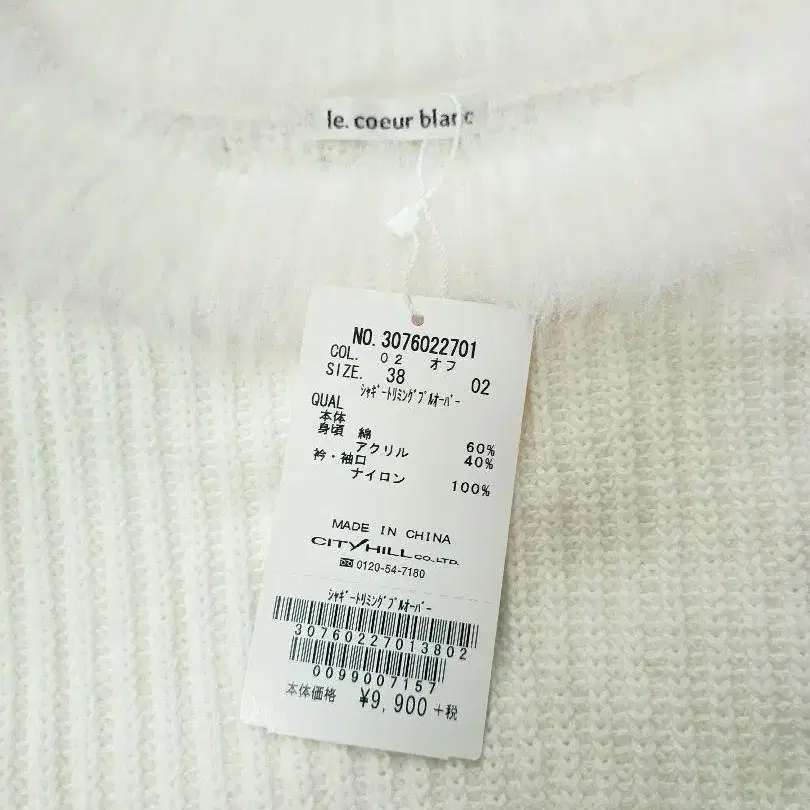 le. coeur blanc
NO. 3076022701
COL. 02 オフ
SIZE. 38 02
ｼｬｷﾞｰﾄﾘﾐﾝｸﾞﾌﾟﾙｵｰﾊﾞｰ
QUAL
本体
身頃 綿 60%
アクリル 40%
衿・袖口
ナイロン 100%
MADE IN CHINA
CITY HILL CO.,LTD.
0120-54-7180
ｼｬｷﾞｰﾄﾘﾐﾝｸﾞﾌﾟﾙｵｰﾊﾞｰ
30760227013802
0099007157
本体価格 ¥9,900 +税